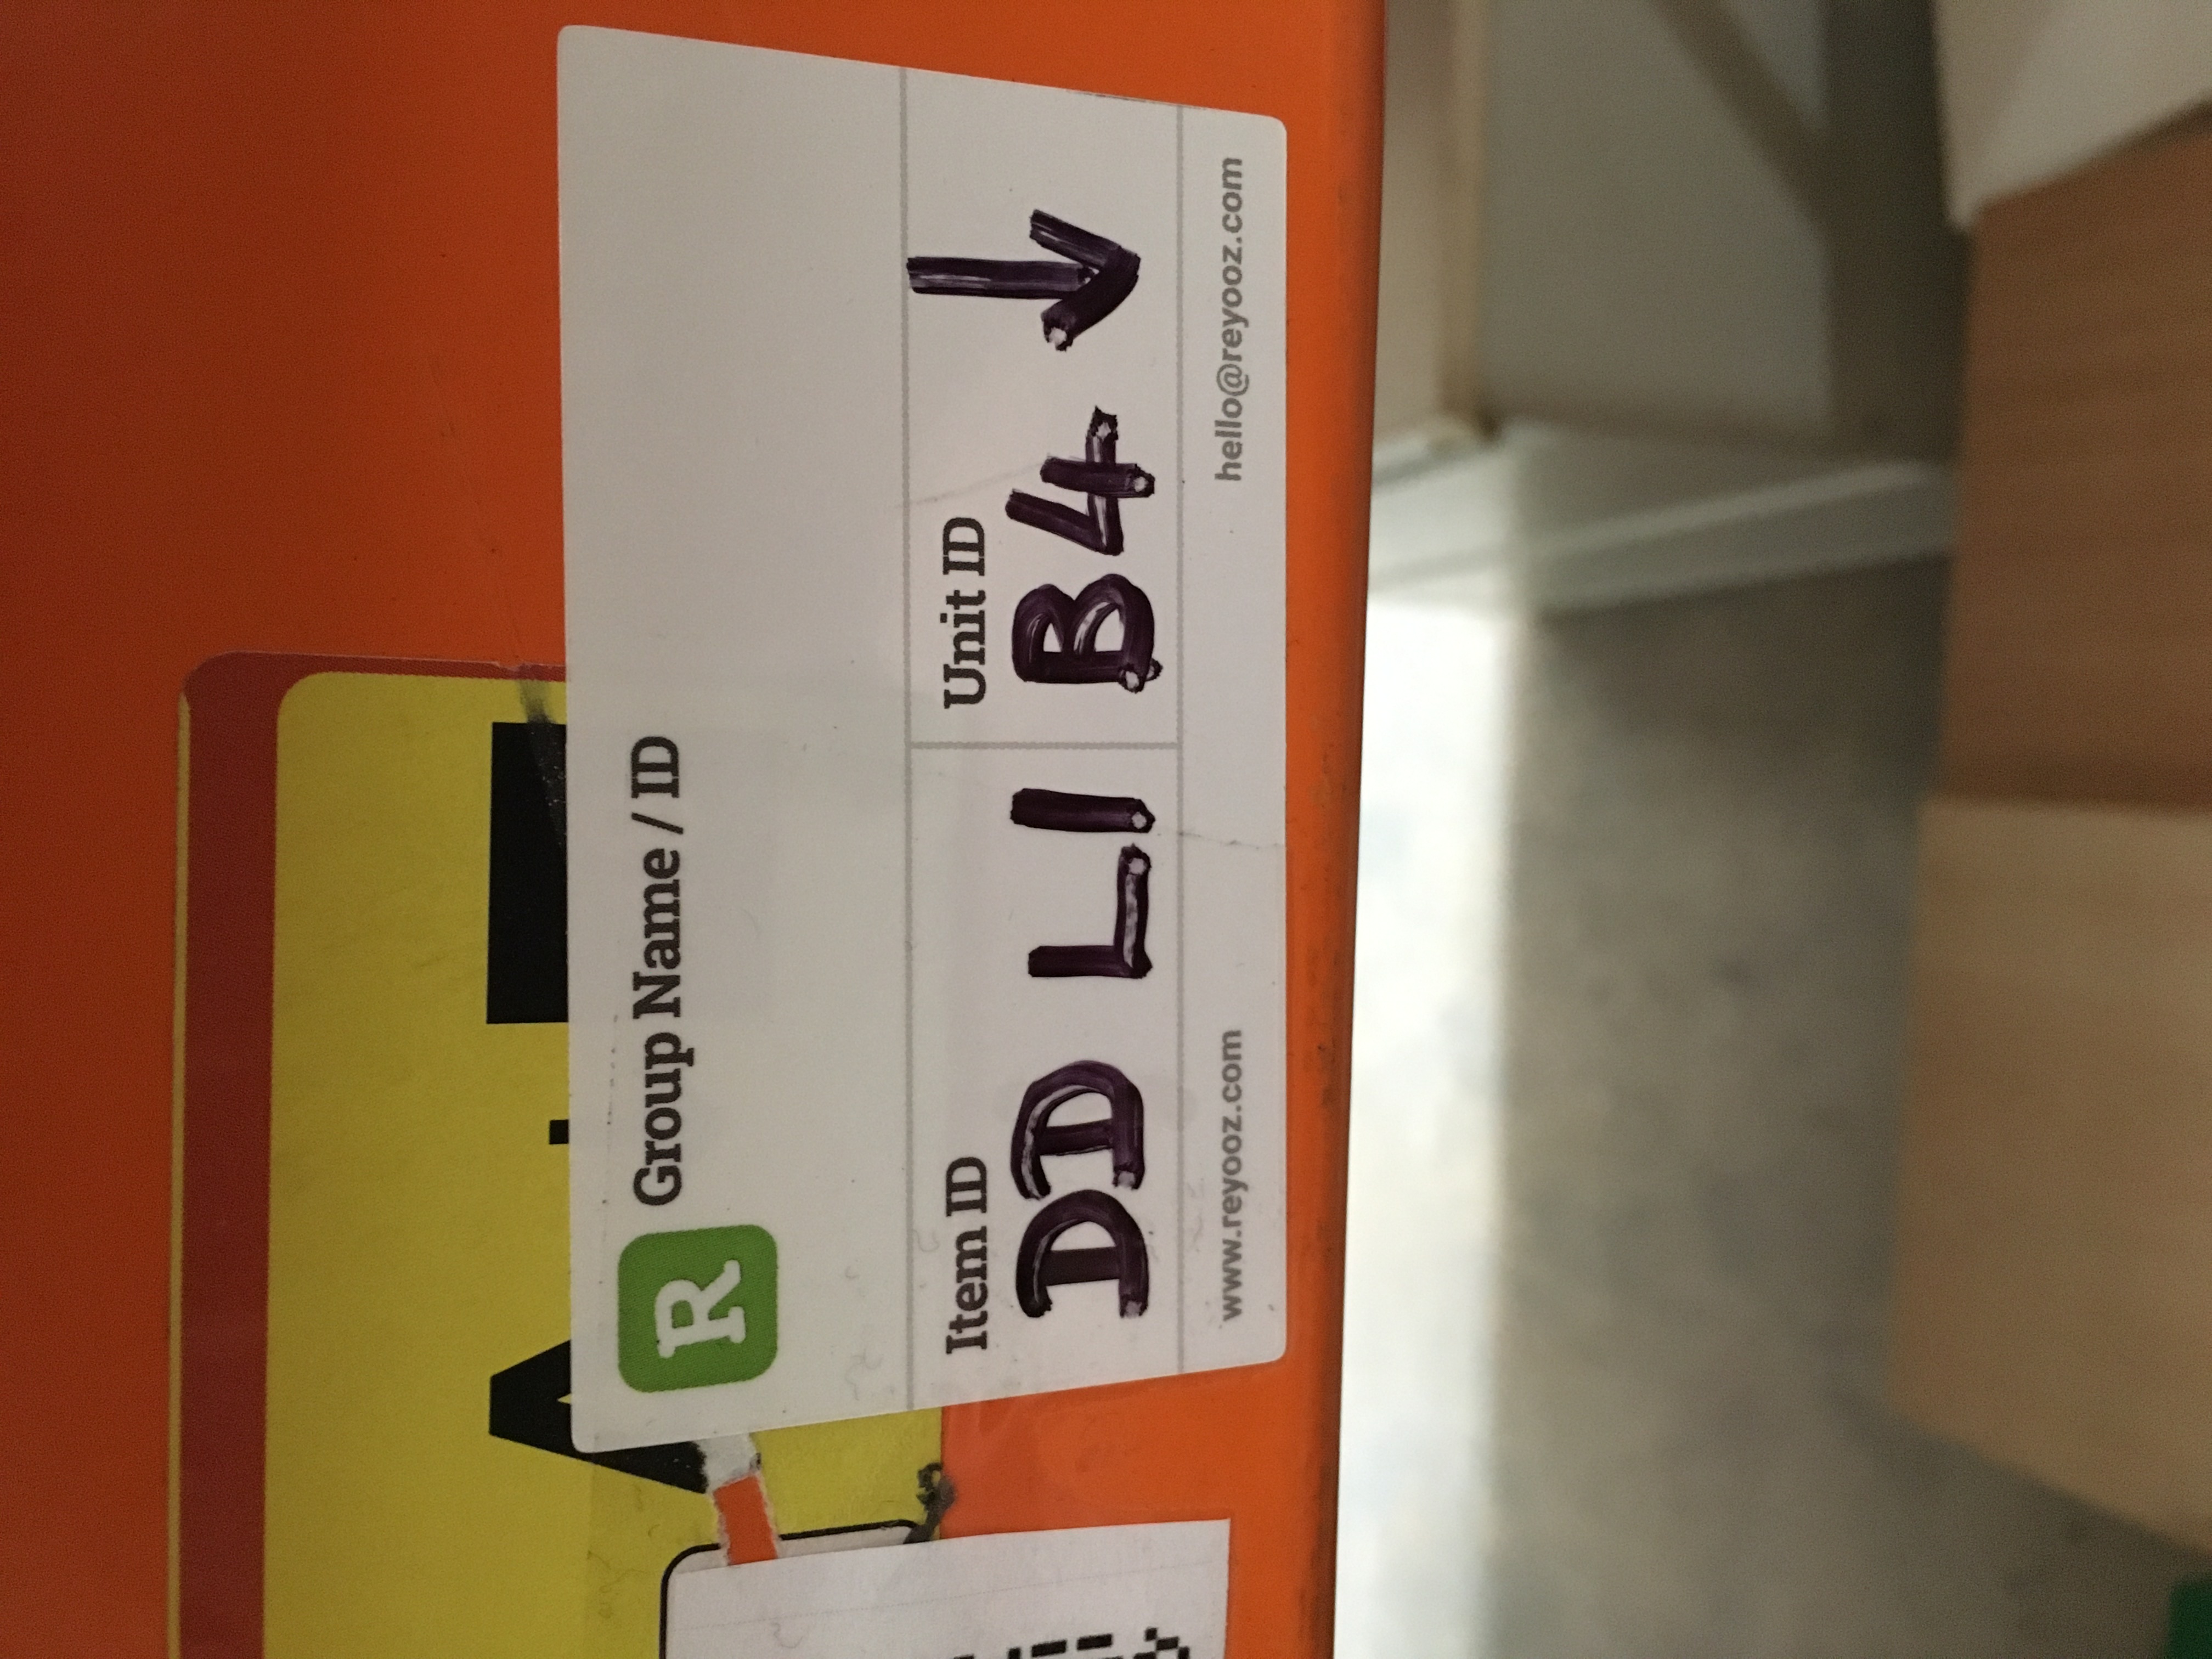 R Group Name / ID
Item ID Unit ID
DD L1 B4 ↓
www.reyooz.com hello@reyooz.com